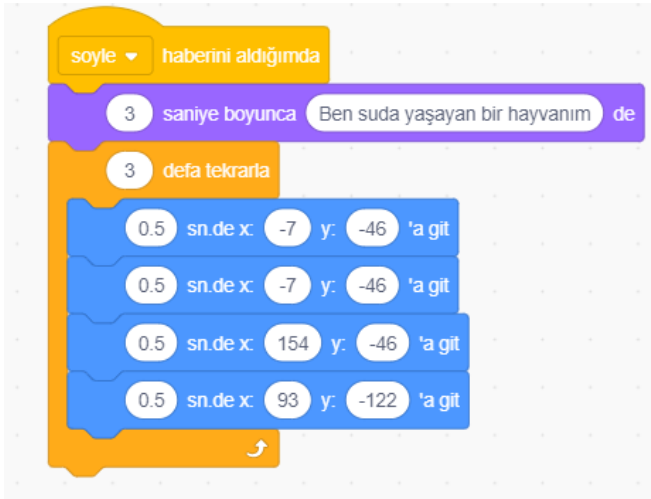 soyle haberini aldığımda
3 saniye boyunca Ben suda yaşayan bir hayvanım de
3 defa tekrarla
0.5 sn.de x: -7 y: -46 'a git
0.5 sn.de x: -7 y: -46 'a git
0.5 sn.de x: 154 y: -46 'a git
0.5 sn.de x: 93 y: -122 'a git